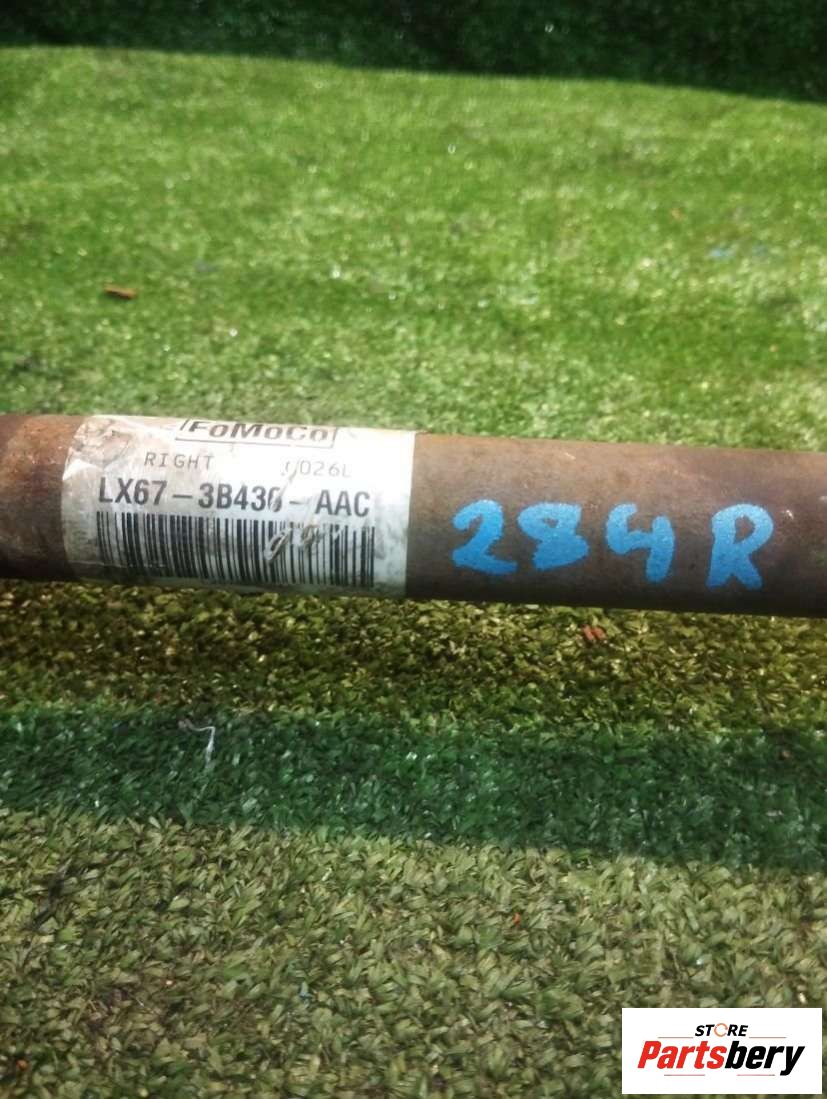 FoMoCo
RIGHT
LX67-3B436-AAC
284R
STORE
Partsbery